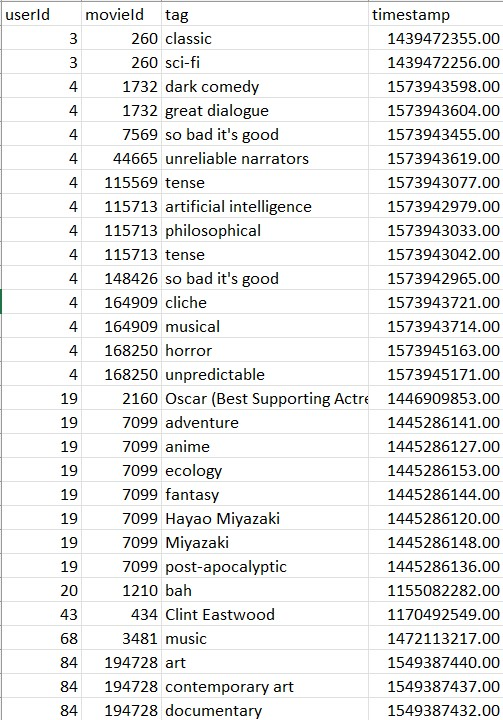 userId movieId tag timestamp
3 260 classic 1439472355.00
3 260 sci-fi 1439472256.00
4 1732 dark comedy 1573943598.00
4 1732 great dialogue 1573943604.00
4 7569 so bad it's good 1573943455.00
4 44665 unreliable narrators 1573943619.00
4 115569 tense 1573943077.00
4 115713 artificial intelligence 1573942979.00
4 115713 philosophical 1573943033.00
4 115713 tense 1573943042.00
4 148426 so bad it's good 1573942965.00
4 164909 cliche 1573943721.00
4 164909 musical 1573943714.00
4 168250 horror 1573945163.00
4 168250 unpredictable 1573945171.00
19 2160 Oscar (Best Supporting Actre 1446909853.00
19 7099 adventure 1445286141.00
19 7099 anime 1445286127.00
19 7099 ecology 1445286153.00
19 7099 fantasy 1445286144.00
19 7099 Hayao Miyazaki 1445286120.00
19 7099 Miyazaki 1445286148.00
19 7099 post-apocalyptic 1445286136.00
20 1210 bah 1155082282.00
43 434 Clint Eastwood 1170492549.00
68 3481 music 1472113217.00
84 194728 art 1549387440.00
84 194728 contemporary art 1549387437.00
84 194728 documentary 1549387432.00